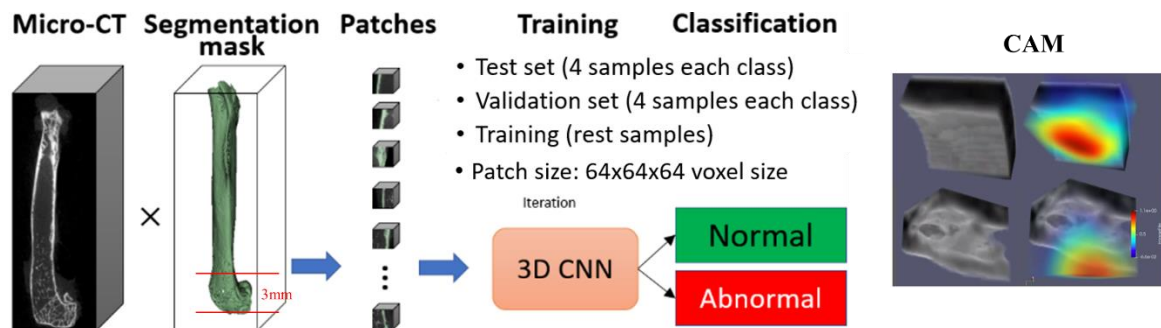 Micro-CT
Segmentation
mask
Patches
Training
Classification
CAM
• Test set (4 samples each class)
• Validation set (4 samples each class)
• Training (rest samples)
• Patch size: 64x64x64 voxel size
×
3mm
Iteration
3D CNN
Normal
Abnormal